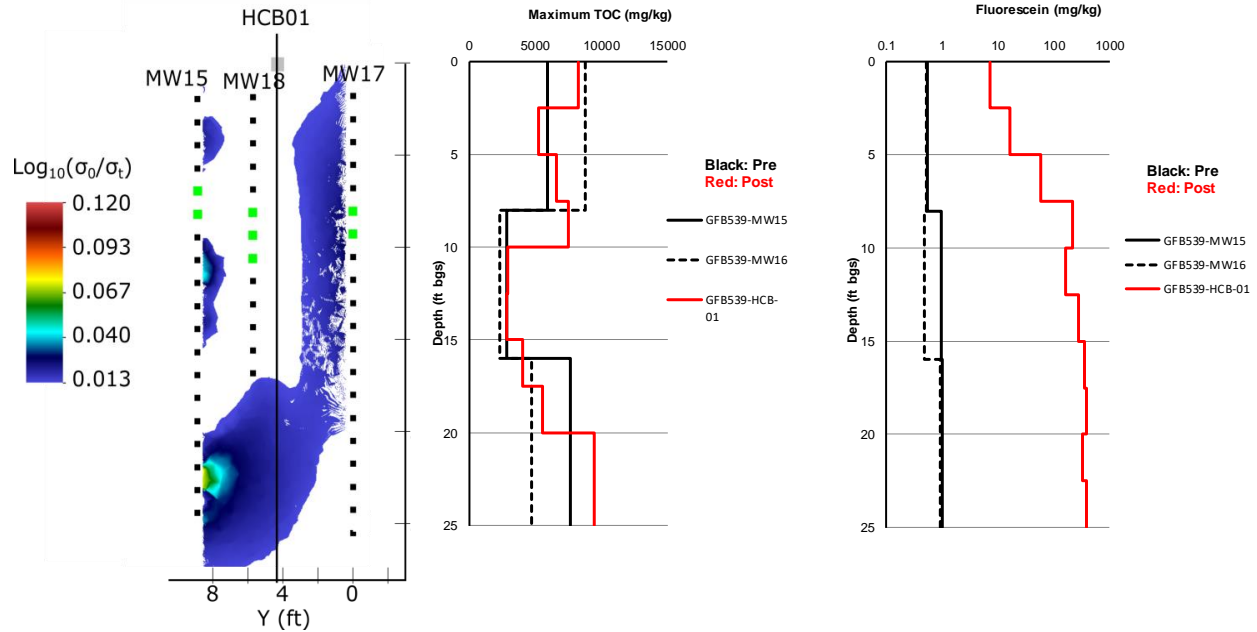 HCB01
MW15
MW18
MW17
Log10(σ0/σt)
0.120
0.093
0.067
0.040
0.013
8
4
0
Y (ft)
Maximum TOC (mg/kg)
0 5000 10000 15000
0
5
10
15
20
25
Depth (ft bgs)
Black: Pre
Red: Post
GFB539-MW15
GFB539-MW16
GFB539-HCB-
01
Fluorescein (mg/kg)
0.1 1 10 100 1000
0
5
10
15
20
25
Depth (ft bgs)
Black: Pre
Red: Post
GFB539-MW15
GFB539-MW16
GFB539-HCB-01